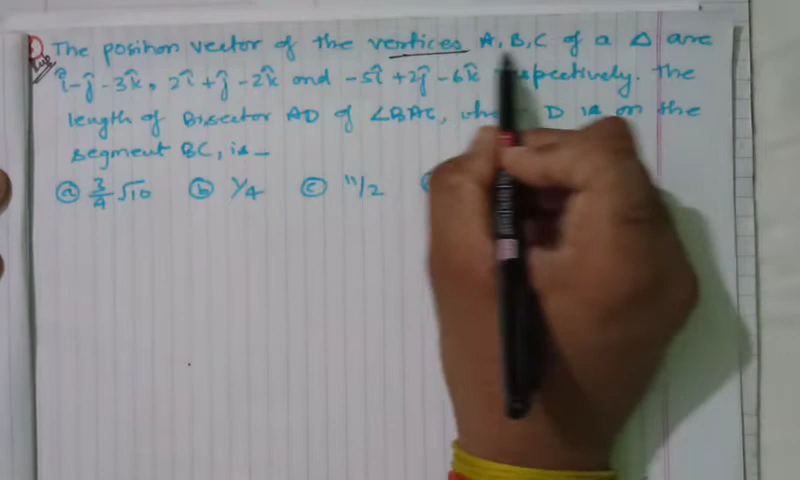 The position vector of the vertices A, B, C of a Δ are
î-ĵ-3k̂, 2î+ĵ-2k̂ and -5î+2ĵ-6k̂ respectively. The
length of Bisector AD of ∠BAC, D is on the
segment BC, is -
ⓐ 3/4 √10 ⓑ 1/4 ⓒ 11/2